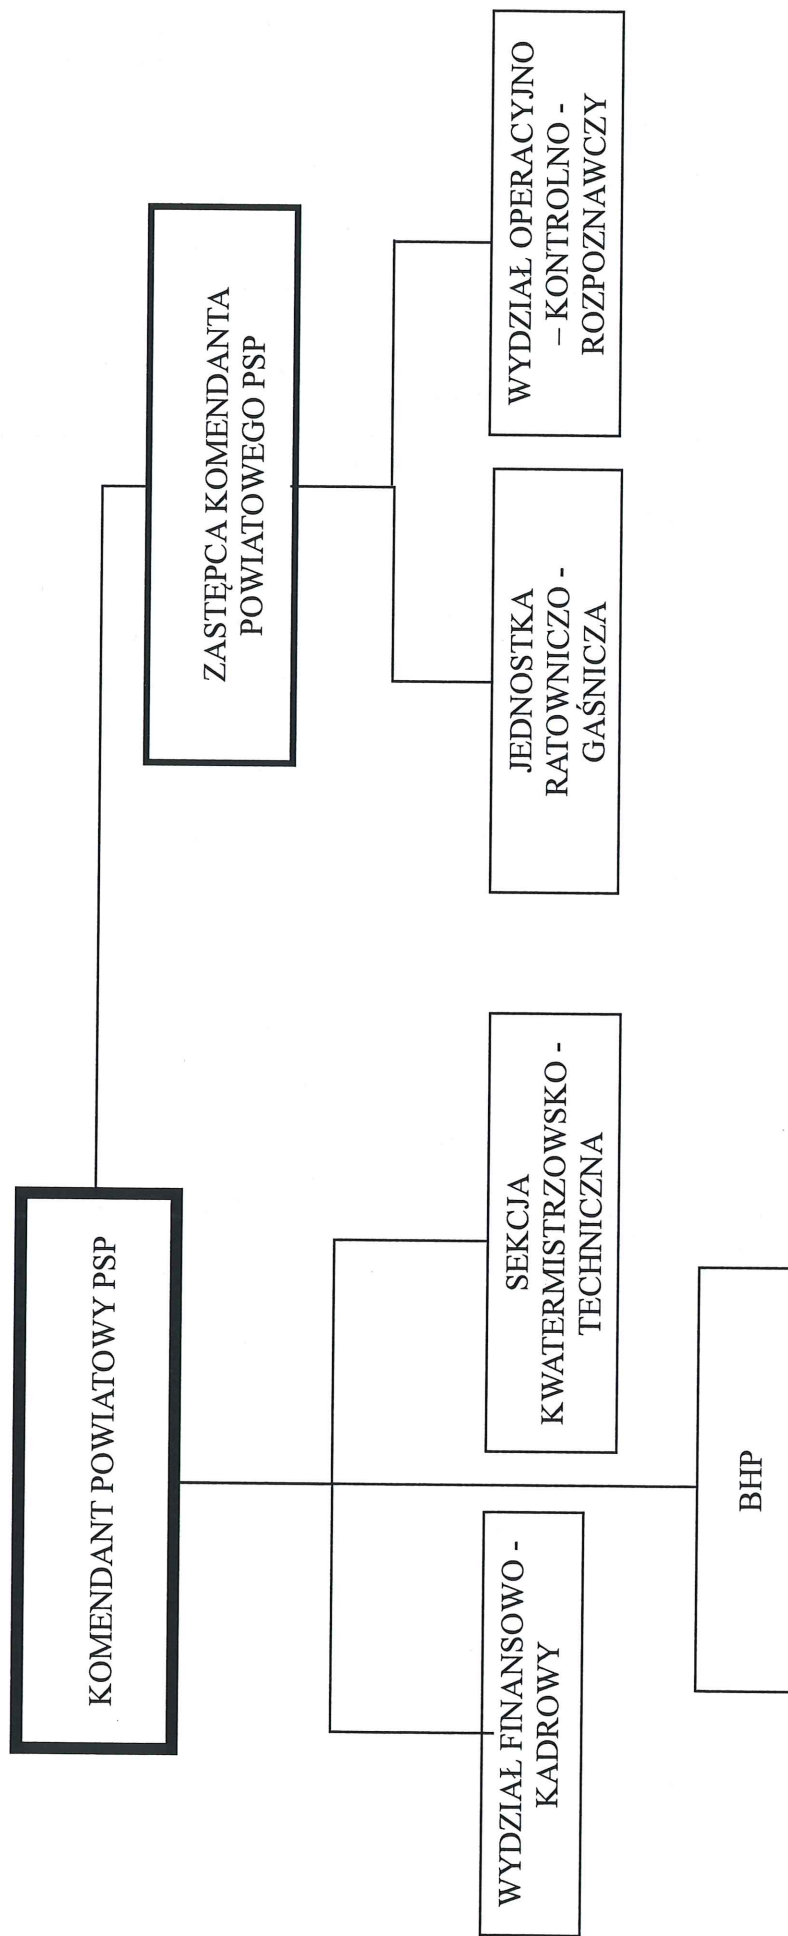 KOMENDANT POWIATOWY PSP
ZASTĘPCA KOMENDANTA
POWIATOWEGO PSP
WYDZIAŁ FINANSOWO -
KADROWY
SEKCJA
KWATERMISTRZOWSKO -
TECHNICZNA
JEDNOSTKA
RATOWNICZO -
GAŚNICZA
WYDZIAŁ OPERACYJNO
– KONTROLNO -
ROZPOZNAWCZY
BHP